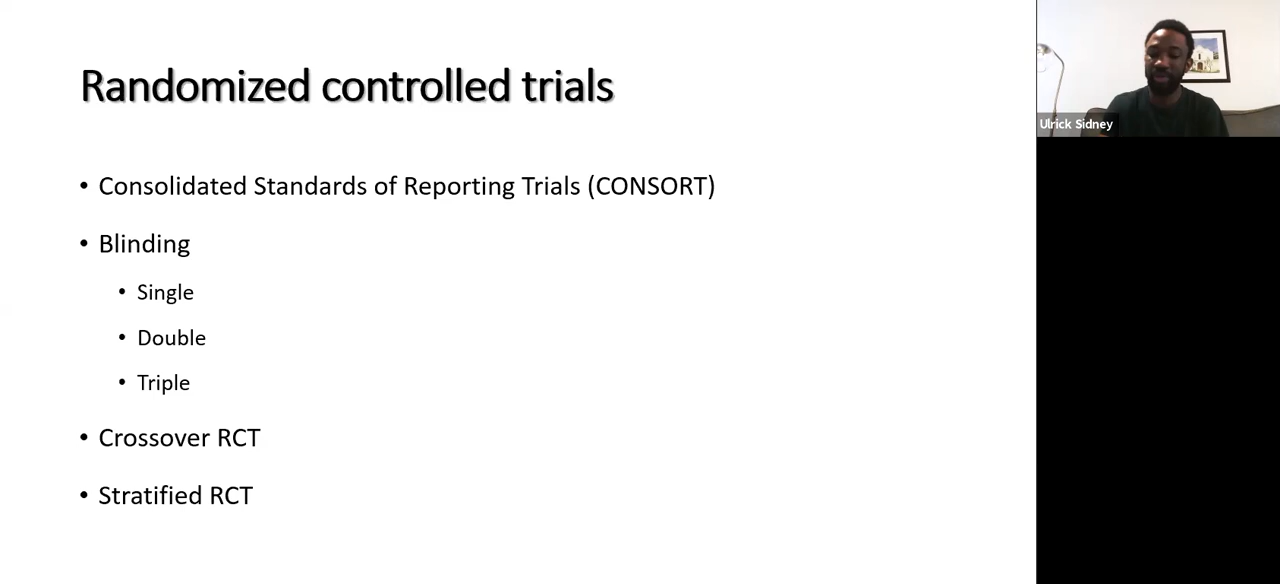 Randomized controlled trials
• Consolidated Standards of Reporting Trials (CONSORT)
• Blinding
• Single
• Double
• Triple
• Crossover RCT
• Stratified RCT
Ulrick Sidney